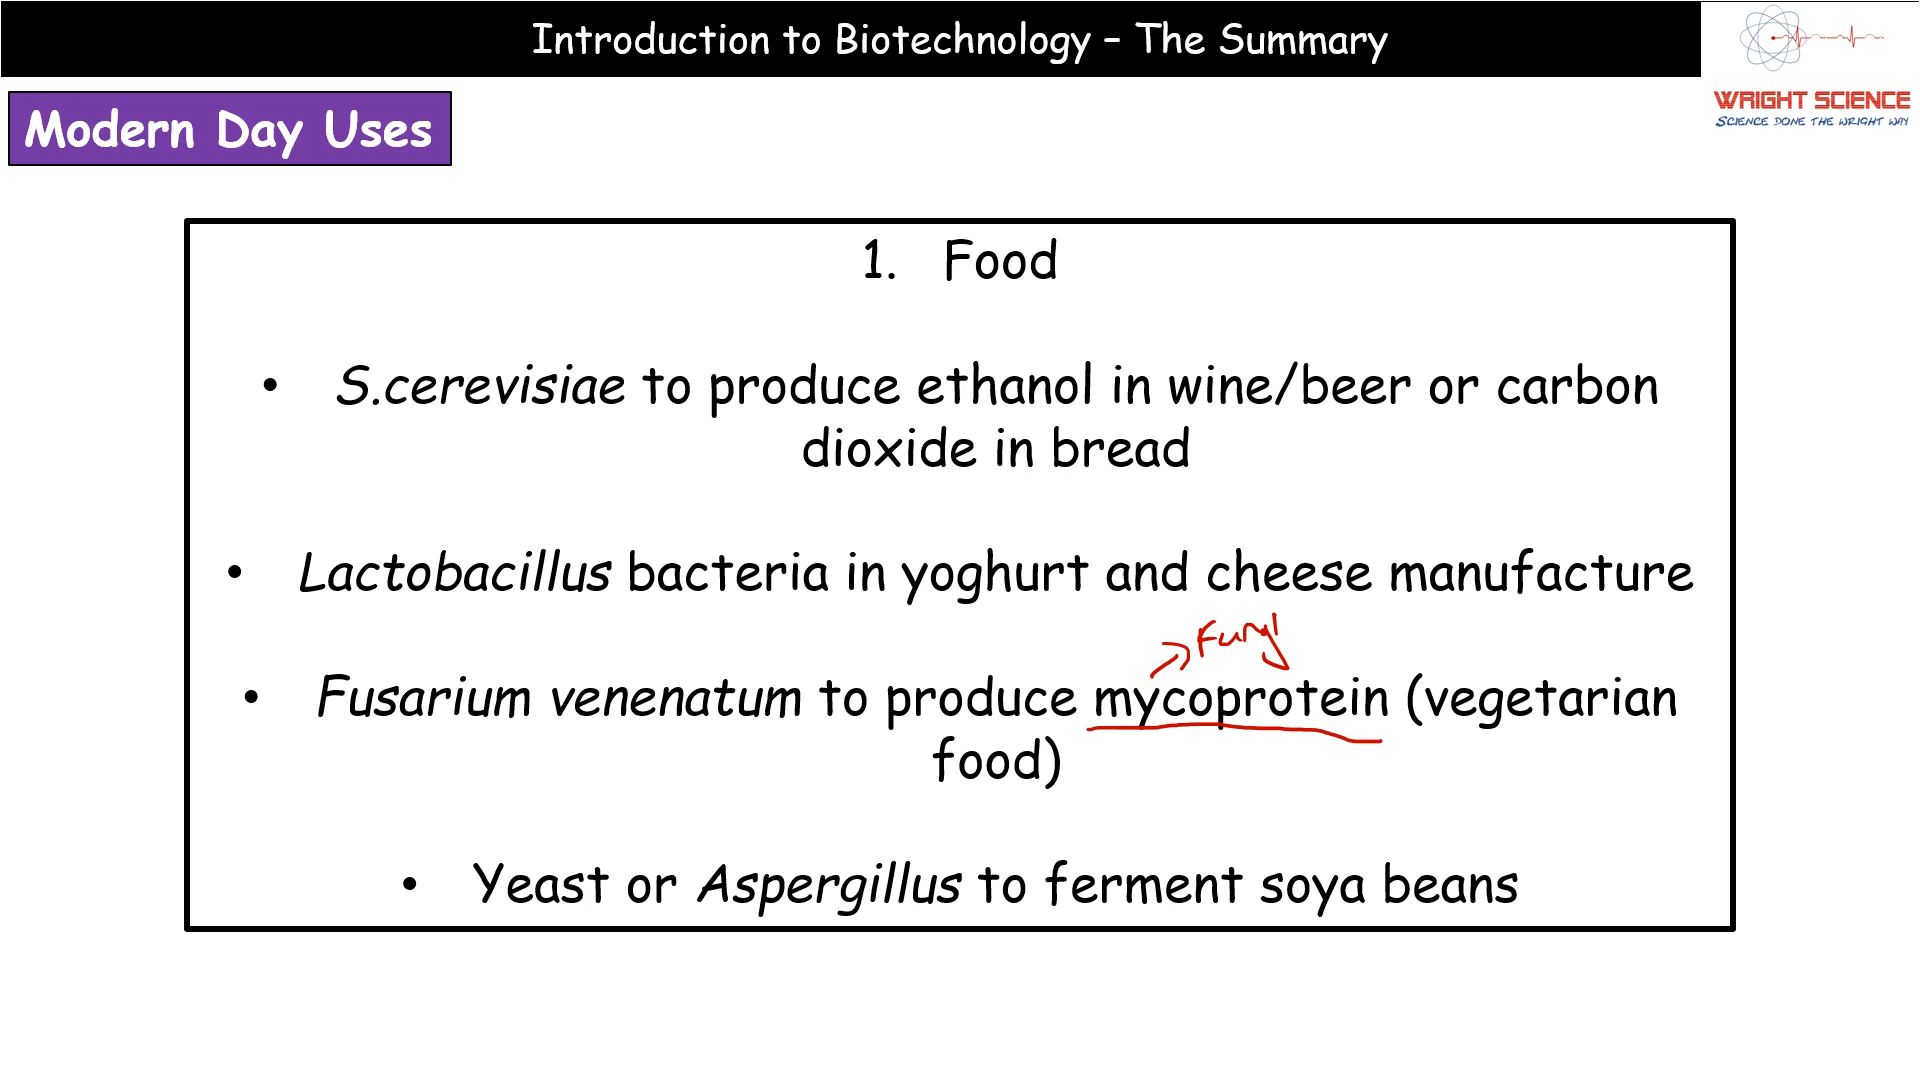 Introduction to Biotechnology – The Summary
WRIGHT SCIENCE
SCIENCE DONE THE WRIGHT WAY
Modern Day Uses
1. Food
• S.cerevisiae to produce ethanol in wine/beer or carbon
dioxide in bread
• Lactobacillus bacteria in yoghurt and cheese manufacture
Fungi
• Fusarium venenatum to produce mycoprotein (vegetarian
food)
• Yeast or Aspergillus to ferment soya beans